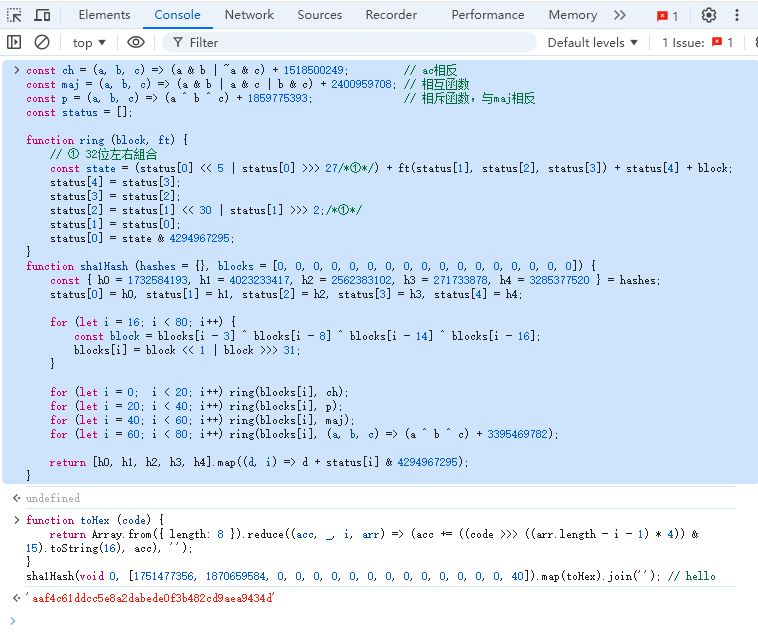 Elements Console Network Sources Recorder Performance Memory 1
top Filter Default levels 1 Issue: 1
const ch = (a, b, c) => (a & b | ~a & c) + 1518500249; // ac相反
const maj = (a, b, c) => (a & b | a & c | b & c) + 2400959708; // 相互函数
const p = (a, b, c) => (a ^ b ^ c) + 1859775393; // 相斥函数，与maj相反
const status = [];
function ring (block, ft) {
// ① 32位左右組合
const state = (status[0] << 5 | status[0] >>> 27/*①*/) + ft(status[1], status[2], status[3]) + status[4] + block;
status[4] = status[3];
status[3] = status[2];
status[2] = status[1] << 30 | status[1] >>> 2;/*①*/
status[1] = status[0];
status[0] = state & 4294967295;
}
function sha1Hash (hashes = {}, blocks = [0, 0, 0, 0, 0, 0, 0, 0, 0, 0, 0, 0, 0, 0, 0, 0]) {
const { h0 = 1732584193, h1 = 4023233417, h2 = 2562383102, h3 = 271733878, h4 = 3285377520 } = hashes;
status[0] = h0, status[1] = h1, status[2] = h2, status[3] = h3, status[4] = h4;
for (let i = 16; i < 80; i++) {
const block = blocks[i - 3] ^ blocks[i - 8] ^ blocks[i - 14] ^ blocks[i - 16];
blocks[i] = block << 1 | block >>> 31;
}
for (let i = 0; i < 20; i++) ring(blocks[i], ch);
for (let i = 20; i < 40; i++) ring(blocks[i], p);
for (let i = 40; i < 60; i++) ring(blocks[i], maj);
for (let i = 60; i < 80; i++) ring(blocks[i], (a, b, c) => (a ^ b ^ c) + 3395469782);
return [h0, h1, h2, h3, h4].map((d, i) => d + status[i] & 4294967295);
}
undefined
function toHex (code) {
return Array.from({ length: 8 }).reduce((acc, _, i, arr) => (acc += ((code >>> ((arr.length - i - 1) * 4)) &
15).toString(16), acc), '');
}
sha1Hash(void 0, [1751477356, 1870659584, 0, 0, 0, 0, 0, 0, 0, 0, 0, 0, 0, 0, 0, 40]).map(toHex).join(''); // hello
'aaf4c61ddcc5e8a2dabede0f3b482cd9aea9434d'